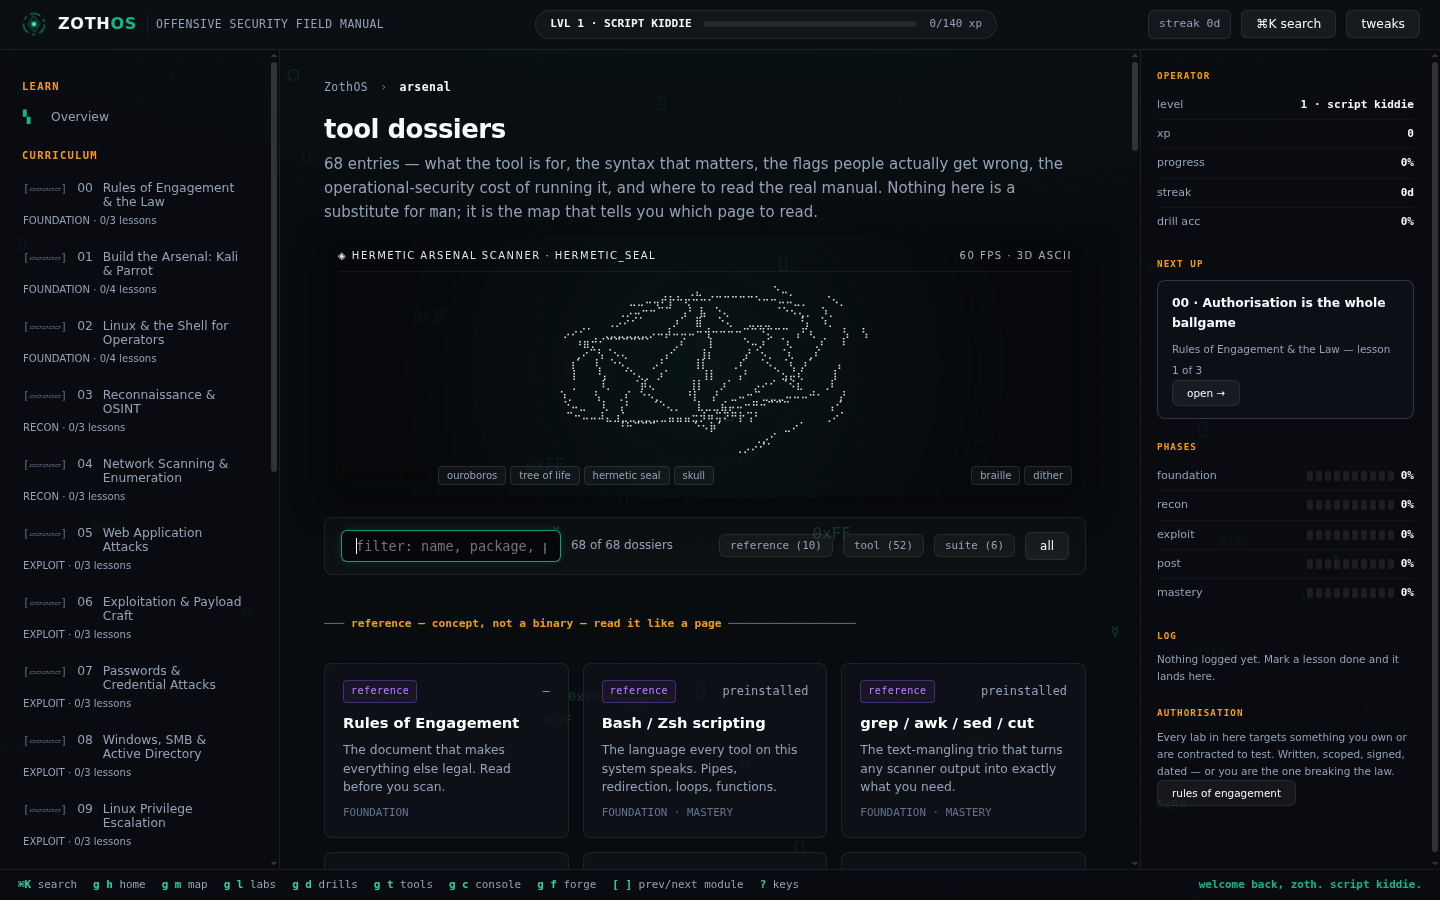 ZOTHOS
OFFENSIVE SECURITY FIELD MANUAL
LVL 1 · SCRIPT KIDDIE
0/140 xp
streak 0d
⌘K search
tweaks
LEARN
Overview
CURRICULUM
[▱▱▱▱▱] 00 Rules of Engagement
& the Law
FOUNDATION · 0/3 lessons
[▱▱▱▱▱] 01 Build the Arsenal: Kali
& Parrot
FOUNDATION · 0/4 lessons
[▱▱▱▱▱] 02 Linux & the Shell for
Operators
FOUNDATION · 0/4 lessons
[▱▱▱▱▱] 03 Reconnaissance &
OSINT
RECON · 0/3 lessons
[▱▱▱▱▱] 04 Network Scanning &
Enumeration
RECON · 0/3 lessons
[▱▱▱▱▱] 05 Web Application
Attacks
EXPLOIT · 0/3 lessons
[▱▱▱▱▱] 06 Exploitation & Payload
Craft
EXPLOIT · 0/3 lessons
[▱▱▱▱▱] 07 Passwords &
Credential Attacks
EXPLOIT · 0/3 lessons
[▱▱▱▱▱] 08 Windows, SMB &
Active Directory
EXPLOIT · 0/3 lessons
[▱▱▱▱▱] 09 Linux Privilege
Escalation
EXPLOIT · 0/3 lessons
ZothOS › arsenal
tool dossiers
68 entries — what the tool is for, the syntax that matters, the flags people actually get wrong, the
operational-security cost of running it, and where to read the real manual. Nothing here is a
substitute for man; it is the map that tells you which page to read.
◈ HERMETIC ARSENAL SCANNER · HERMETIC_SEAL
60 FPS · 3D ASCII
0x3F
0xFF
ouroboros
tree of life
hermetic seal
skull
braille
dither
filter: name, package, p
68 of 68 dossiers
0xFF
reference (10)
tool (52)
suite (6)
all
reference — concept, not a binary — read it like a page
reference
—
Rules of Engagement
The document that makes
everything else legal. Read
before you scan.
FOUNDATION
reference
preinstalled
Bash / Zsh scripting
The language every tool on this
system speaks. Pipes,
redirection, loops, functions.
FOUNDATION · MASTERY
reference
preinstalled
grep / awk / sed / cut
The text-mangling trio that turns
any scanner output into exactly
what you need.
FOUNDATION · MASTERY
OPERATOR
level 1 · script kiddie
xp 0
progress 0%
streak 0d
drill acc 0%
NEXT UP
00 · Authorisation is the whole
ballgame
Rules of Engagement & the Law — lesson
1 of 3
open →
PHASES
foundation 0%
recon 0%
exploit 0%
post 0%
mastery 0%
LOG
Nothing logged yet. Mark a lesson done and it
lands here.
AUTHORISATION
Every lab in here targets something you own or
are contracted to test. Written, scoped, signed,
dated — or you are the one breaking the law.
rules of engagement
⌘K search g h home g m map g l labs g d drills g t tools g c console g f forge [ ] prev/next module ? keys
welcome back, zoth. script kiddie.